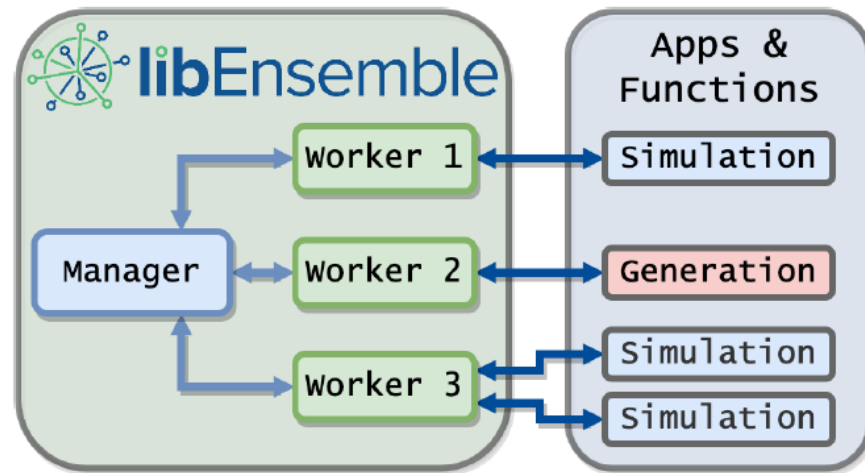 libEnsemble
Apps &
Functions
Worker 1
Simulation
Manager
Worker 2
Generation
Worker 3
Simulation
Simulation